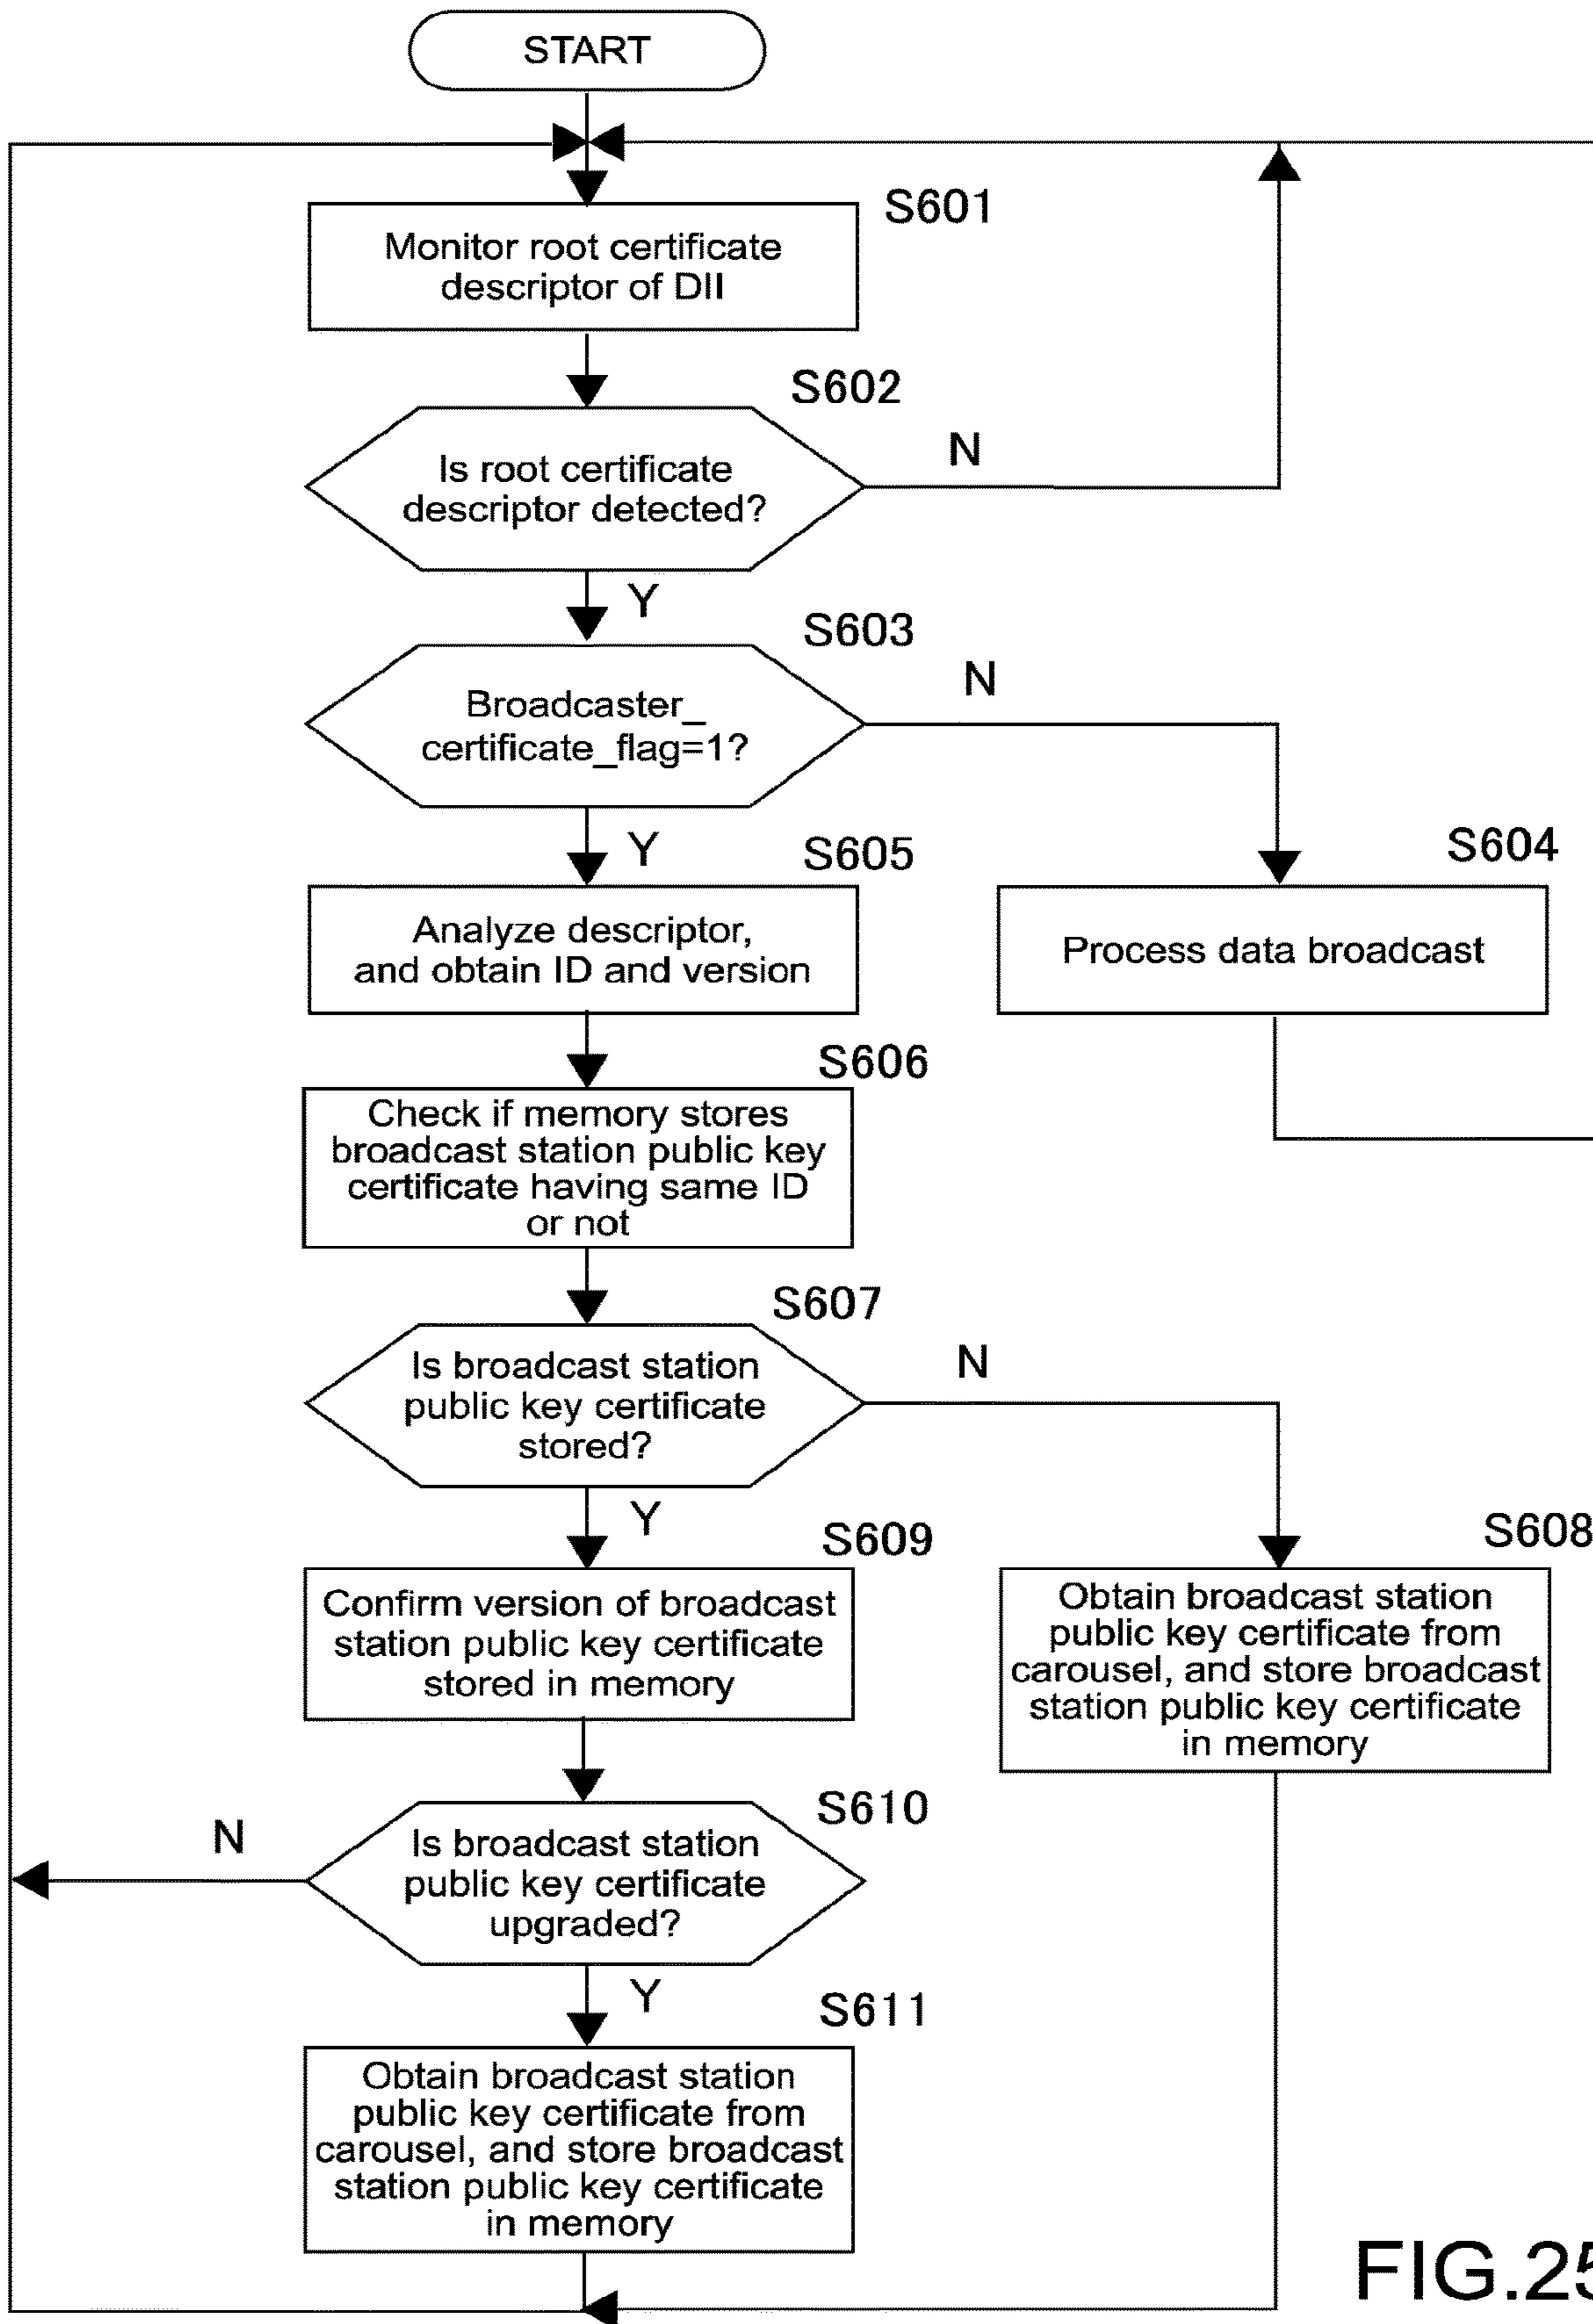 START
S601
Monitor root certificate
descriptor of DII
S602
Is root certificate
descriptor detected?
N
Y
S603
Broadcaster_
certificate_flag=1?
N
Y
S605
Analyze descriptor,
and obtain ID and version
S604
Process data broadcast
S606
Check if memory stores
broadcast station public key
certificate having same ID
or not
S607
Is broadcast station
public key certificate
stored?
N
Y
S609
Confirm version of broadcast
station public key certificate
stored in memory
S608
Obtain broadcast station
public key certificate from
carousel, and store broadcast
station public key certificate
in memory
S610
Is broadcast station
public key certificate
upgraded?
N
Y
S611
Obtain broadcast station
public key certificate from
carousel, and store broadcast
station public key certificate
in memory
FIG.25